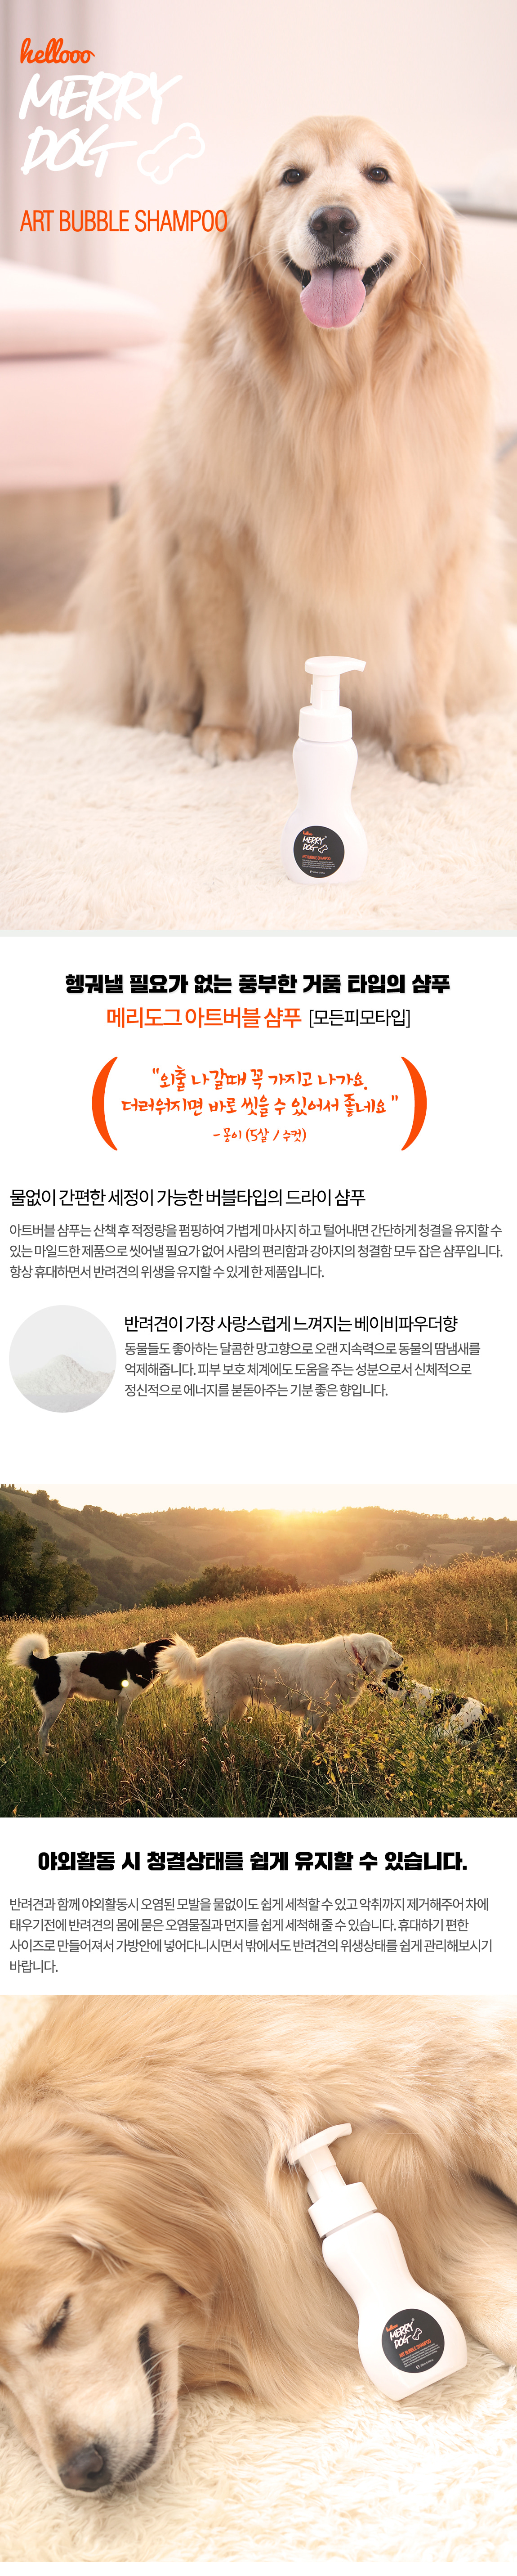 hellooo
MERRY
DOG
ART BUBBLE SHAMPOO
hellooo
MERRY
DOG
ART BUBBLE SHAMPOO
헹궈낼 필요가 없는 풍부한 거품 타입의 샴푸
메리도그 아트버블 샴푸 [모든피모타입]
"외출 나갈때 꼭 가지고 나가요.
더러워지면 바로 씻을 수 있어서 좋네요"
- 몽이 (5살 / 수컷)
물없이 간편한 세정이 가능한 버블타입의 드라이 샴푸
아트버블 샴푸는 산책 후 적정량을 펌핑하여 가볍게 마사지 하고 털어내면 간단하게 청결을 유지할 수
있는 마일드한 제품으로 씻어낼 필요가 없어 사람의 편리함과 강아지의 청결함 모두 잡은 샴푸입니다.
항상 휴대하면서 반려견의 위생을 유지할 수 있게 한 제품입니다.
반려견이 가장 사랑스럽게 느껴지는 베이비파우더향
동물들도 좋아하는 달콤한 망고향으로 오랜 지속력으로 동물의 땀냄새를
억제해줍니다. 피부 보호 체계에도 도움을 주는 성분으로서 신체적으로
정신적으로 에너지를 붇돋아주는 기분 좋은 향입니다.
야외활동 시 청결상태를 쉽게 유지할 수 있습니다.
반려견과 함께 야외활동시 오염된 모발을 물없이도 쉽게 세척할 수 있고 악취까지 제거해주어 차에
태우기전에 반려견의 몸에 묻은 오염물질과 먼지를 쉽게 세척해 줄 수 있습니다. 휴대하기 편한
사이즈로 만들어져서 가방안에 넣어다니시면서 밖에서도 반려견의 위생상태를 쉽게 관리해보시기
바랍니다.
hellooo
MERRY
DOG
ART BUBBLE SHAMPOO